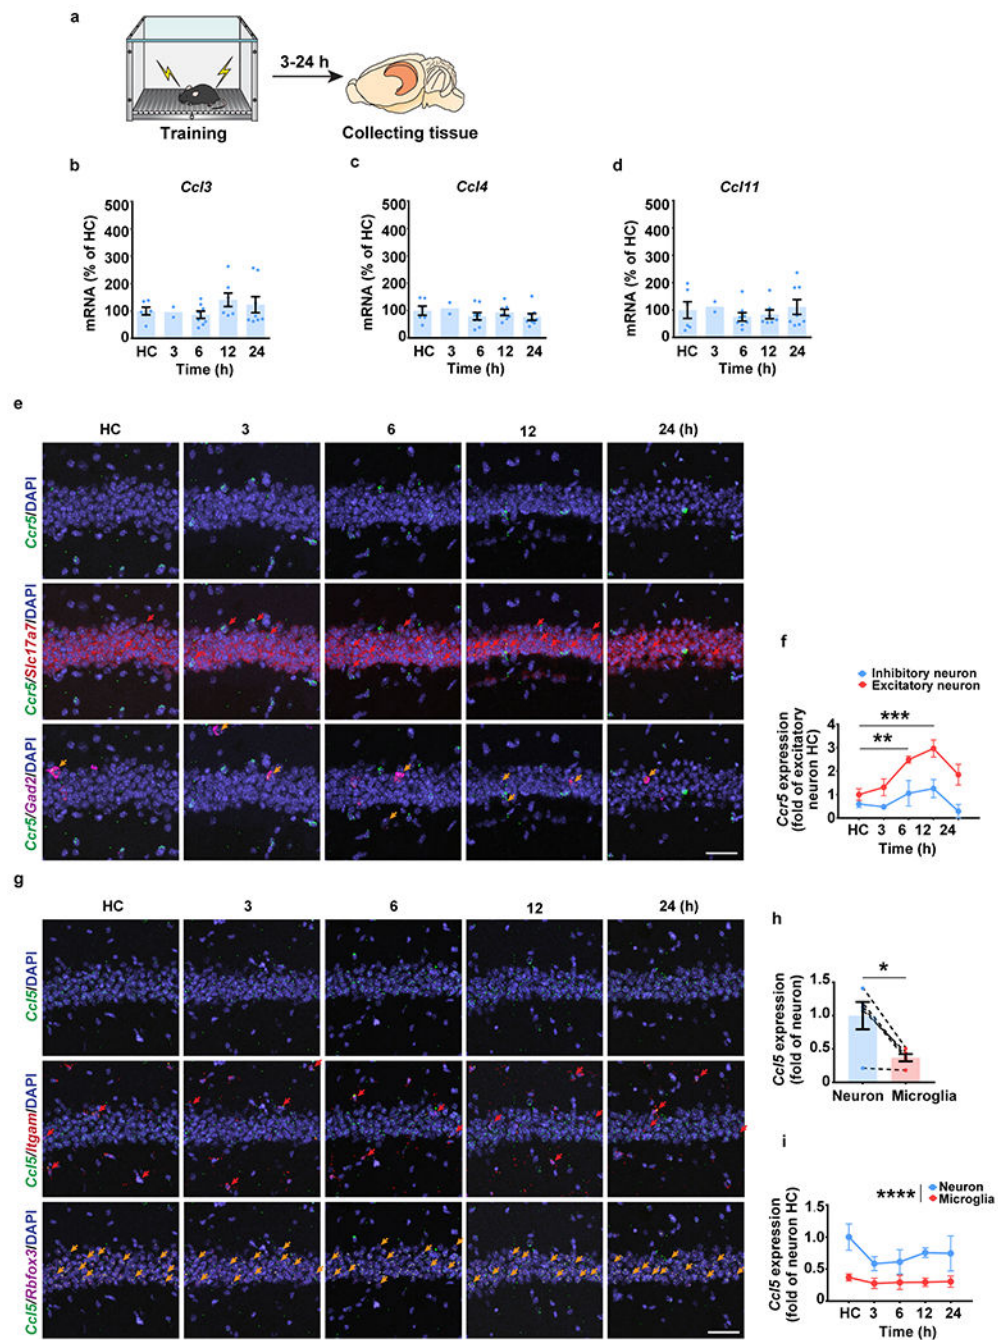 a
3-24 h
Training
Collecting tissue
b
Ccl3
mRNA (% of HC)
500
400
300
200
100
0
HC 3 6 12 24
Time (h)
c
Ccl4
mRNA (% of HC)
500
400
300
200
100
0
HC 3 6 12 24
Time (h)
d
Ccl11
mRNA (% of HC)
500
400
300
200
100
0
HC 3 6 12 24
Time (h)
e
HC 3 6 12 24 (h)
Ccr5/DAPI
Ccr5/Slc17a7/DAPI
Ccr5/Gad2/DAPI
f
Inhibitory neuron
Excitatory neuron
Ccr5 expression
(fold of excitatory
neuron HC)
4
3
2
1
0
***
**
HC 3 6 12 24
Time (h)
g
HC 3 6 12 24 (h)
Ccl5/DAPI
Ccl5/Itgam/DAPI
Ccl5/Rbfox3/DAPI
h
Ccl5 expression
(fold of neuron)
1.5
1.0
0.5
0
*
Neuron Microglia
i
Neuron
Microglia
****
Ccl5 expression
(fold of neuron HC)
1.5
1.0
0.5
0
HC 3 6 12 24
Time (h)